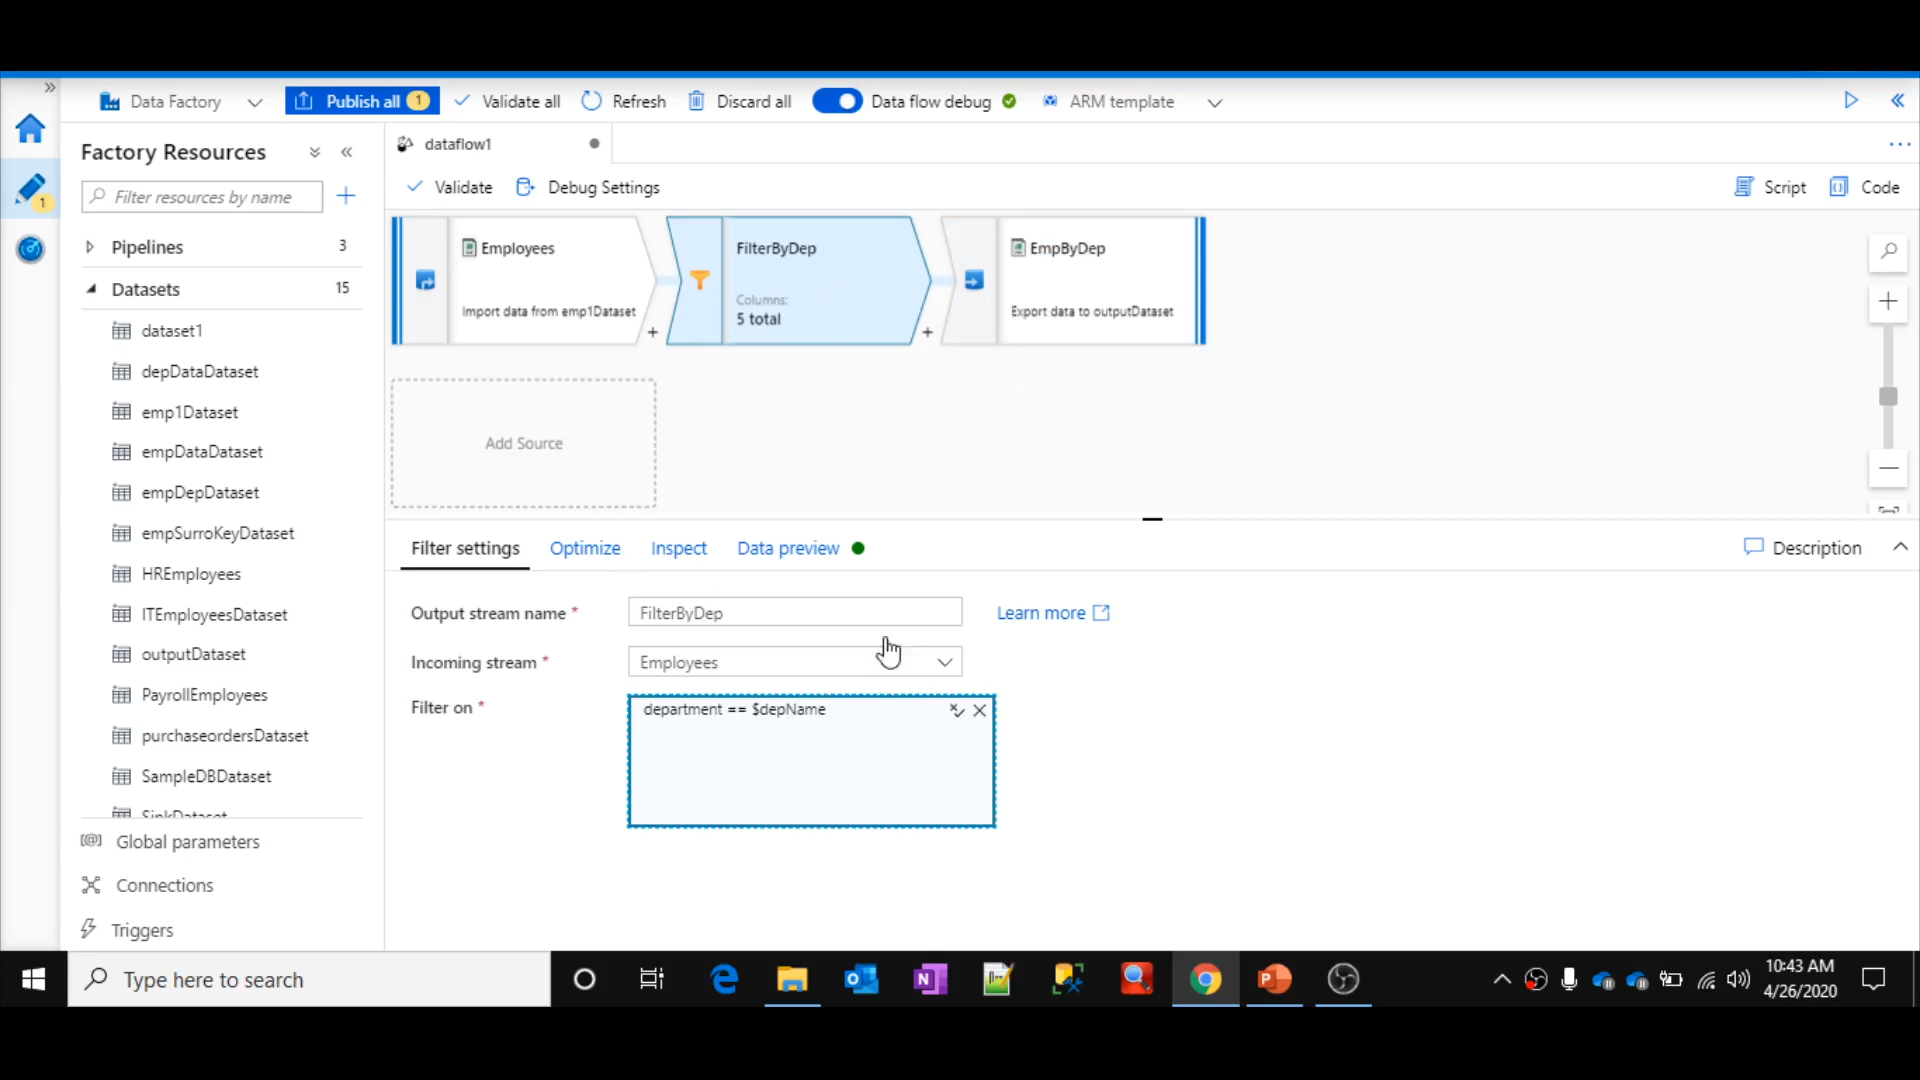 Data Factory
Publish all 1
Validate all
Refresh
Discard all
Data flow debug
ARM template
Factory Resources
Filter resources by name
1
Pipelines 3
Datasets 15
dataset1
depDataDataset
emp1Dataset
empDataDataset
empDepDataset
empSurroKeyDataset
HREmployees
ITEmployeesDataset
outputDataset
PayrollEmployees
purchaseordersDataset
SampleDBDataset
SinkDataset
Global parameters
Connections
Triggers
dataflow1
Validate
Debug Settings
Script
Code
Employees
Import data from emp1Dataset
FilterByDep
Columns:
5 total
EmpByDep
Export data to outputDataset
Add Source
Filter settings
Optimize
Inspect
Data preview
Description
Output stream name *
FilterByDep
Learn more
Incoming stream *
Employees
Filter on *
department == $depName
Type here to search
10:43 AM
4/26/2020